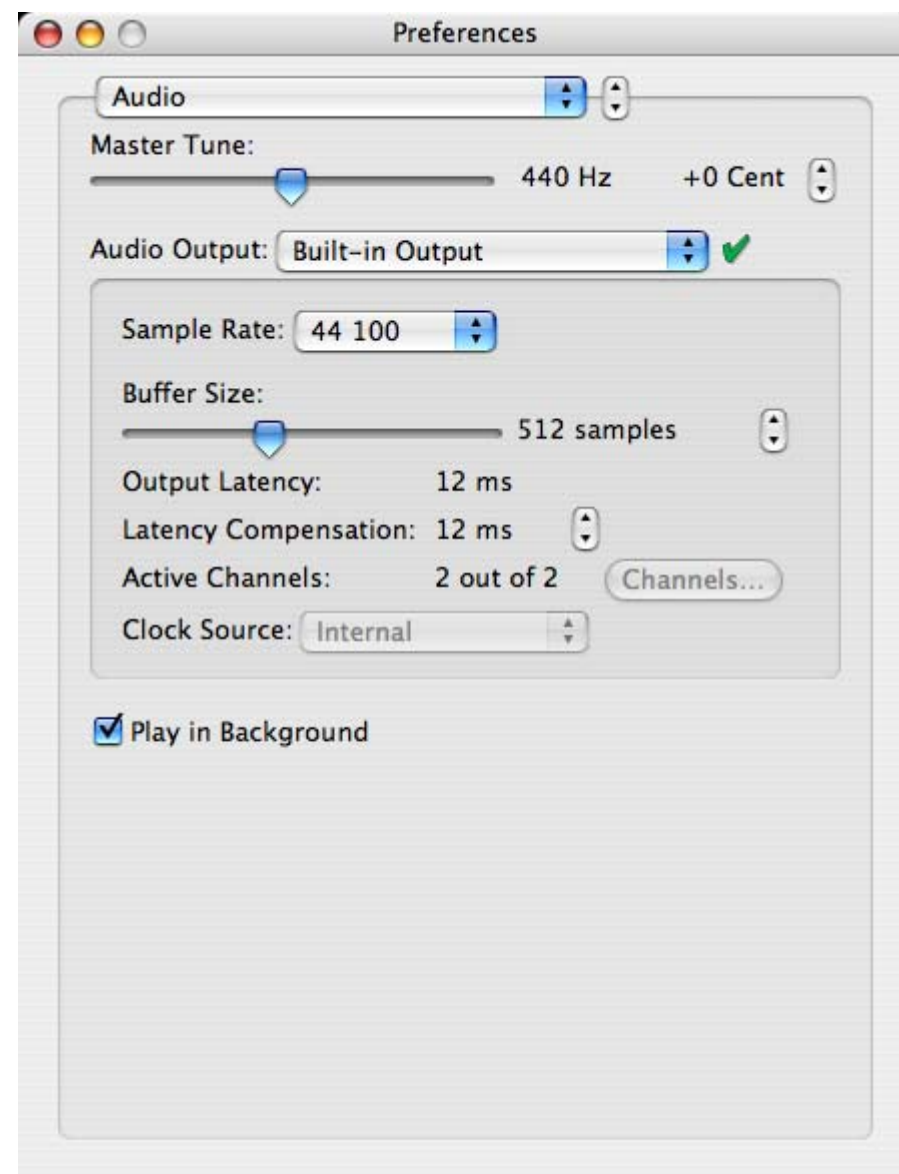 Preferences
Audio
Master Tune:
440 Hz +0 Cent
Audio Output: Built-in Output
Sample Rate: 44 100
Buffer Size:
512 samples
Output Latency: 12 ms
Latency Compensation: 12 ms
Active Channels: 2 out of 2 Channels...
Clock Source: Internal
Play in Background